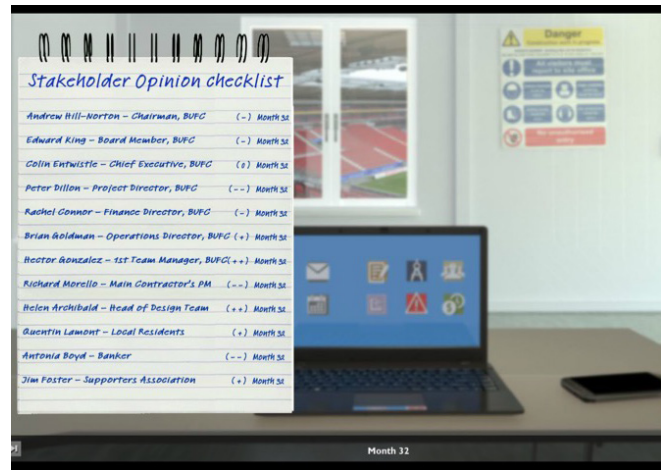 Stakeholder Opinion checklist
Andrew Hill-Norton – Chairman, BUFC (-) Month 32
Edward King – Board Member, BUFC (-) Month 32
Colin Entwistle – Chief Executive, BUFC (0) Month 32
Peter Dillon – Project Director, BUFC (--) Month 32
Rachel Connor – Finance Director, BUFC (-) Month 32
Brian Goldman – Operations Director, BUFC (+) Month 32
Hector Gonzalez – 1st Team Manager, BUFC(++) Month 32
Richard Morello – Main Contractor's PM (--) Month 32
Helen Archibald – Head of Design Team (++) Month 32
Quentin Lamont – Local Residents (+) Month 32
Antonia Boyd – Banker (--) Month 32
Jim Foster – Supporters Association (+) Month 32
Danger
Construction work in progress
All visitors must
report to site office
No unauthorised
entry
Month 32